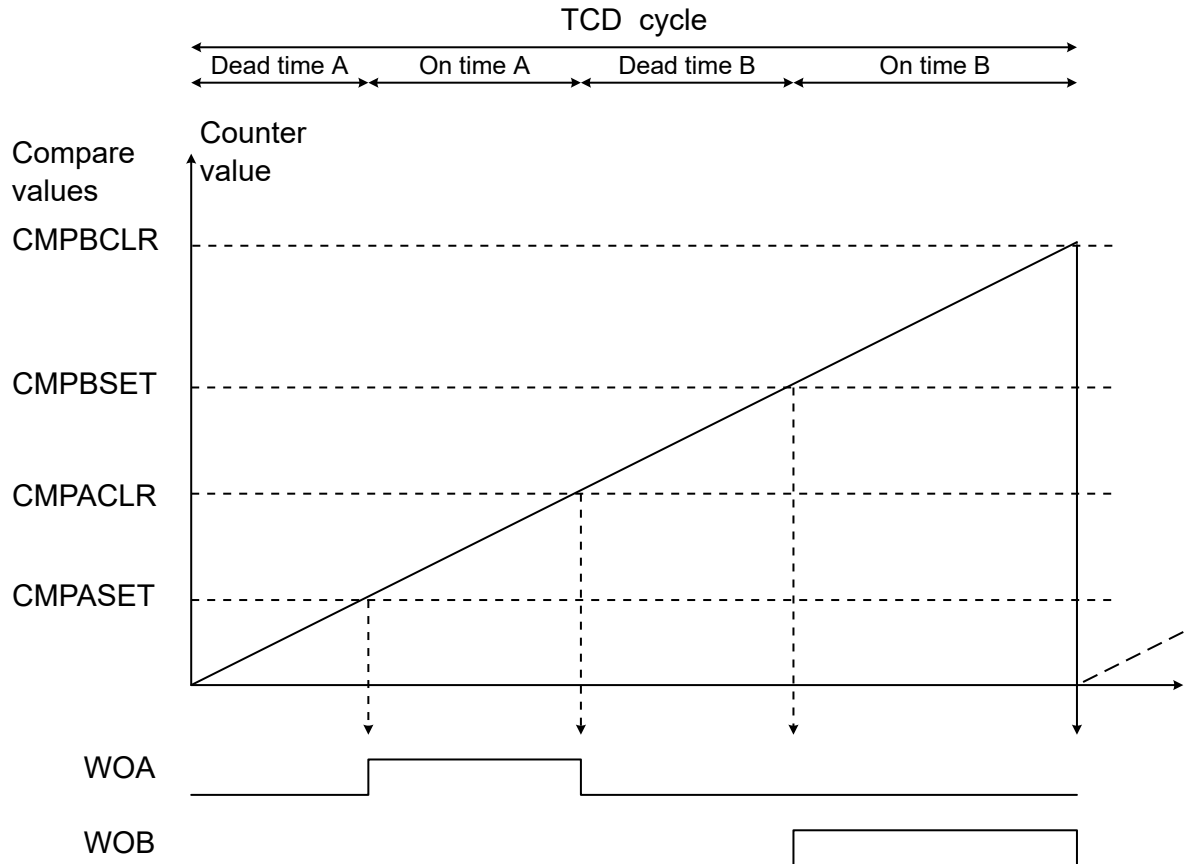 TCD cycle
Dead time A
On time A
Dead time B
On time B
Compare
values
Counter
value
CMPBCLR
CMPBSET
CMPACLR
CMPASET
WOA
WOB